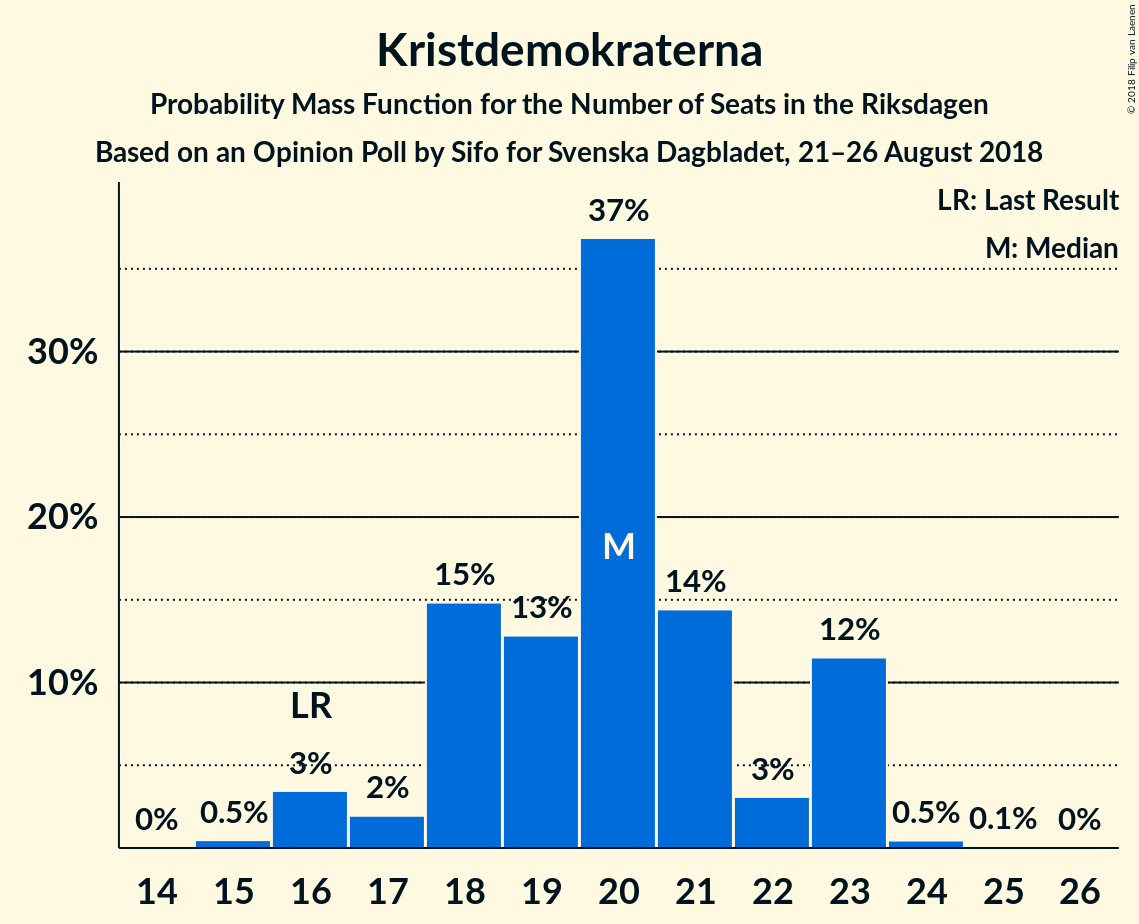 Kristdemokraterna
Probability Mass Function for the Number of Seats in the Riksdagen
Based on an Opinion Poll by Sifo for Svenska Dagbladet, 21–26 August 2018
© 2018 Filip van Laenen
LR: Last Result
M: Median
37%
30%
20%
M
15%
14%
13%
12%
10%
LR
3%
2%
3%
0%
0.5%
0.5%
0.1%
0%
14 15 16 17 18 19 20 21 22 23 24 25 26